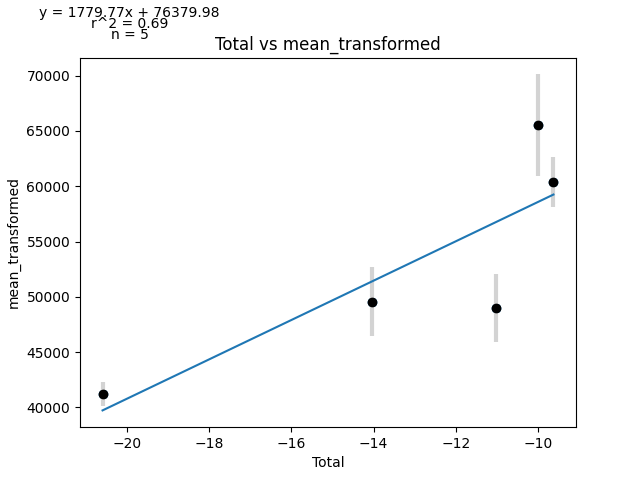 y = 1779.77x + 76379.98
r^2 = 0.69
n = 5
Total vs mean_transformed
70000
65000
60000
55000
50000
45000
40000
mean_transformed
−20
−18
−16
−14
−12
−10
Total